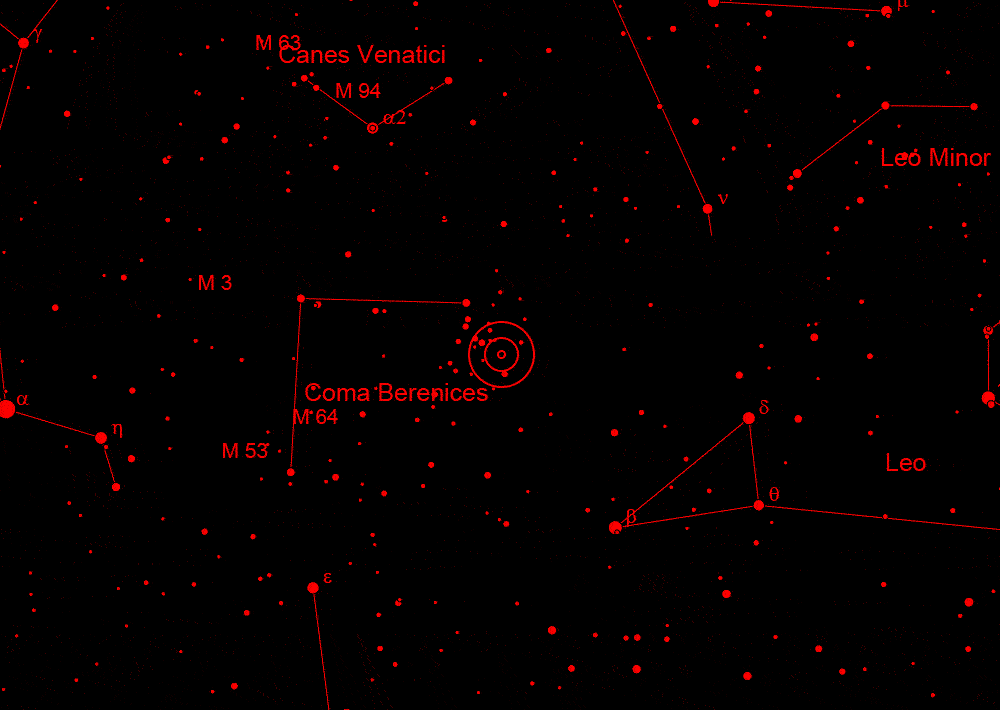 μ
γ
M 63
Canes Venatici
M 94
α2
Leo Minor
ν
M 3
Coma Berenices
α
δ
M 64
η
M 53
Leo
θ
β
ε